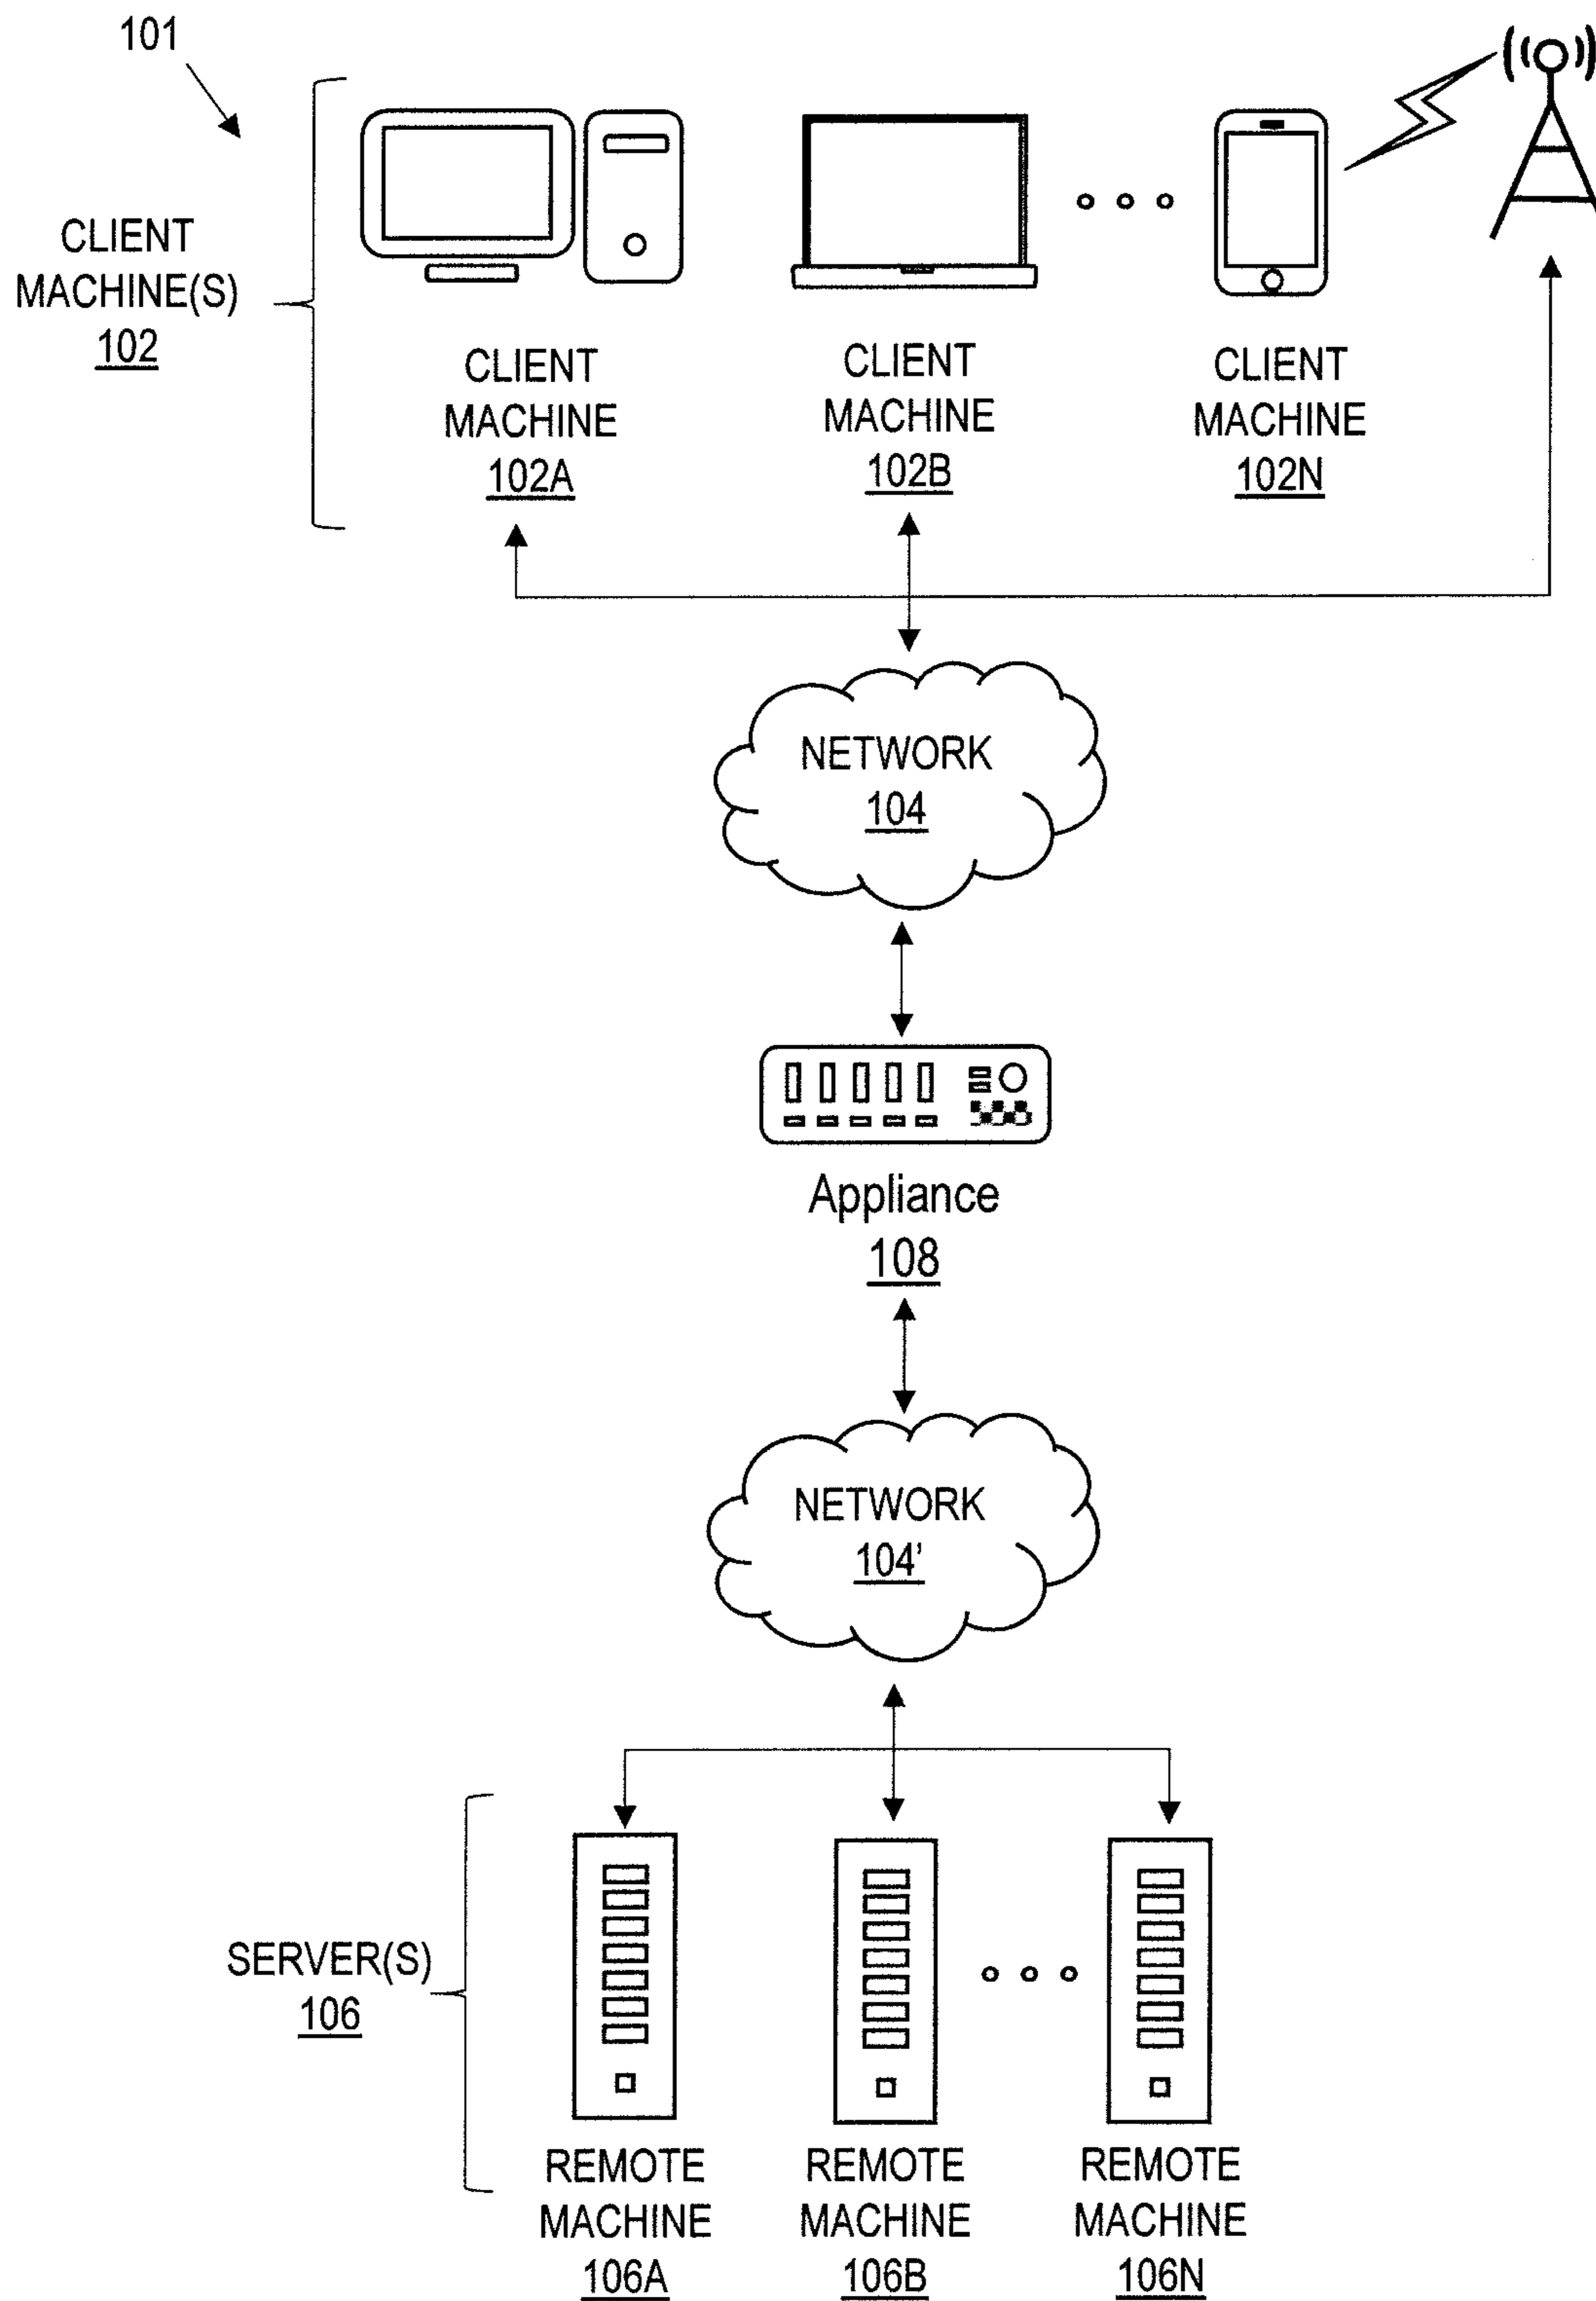 101
CLIENT
MACHINE(S)
102
CLIENT
MACHINE
102A
CLIENT
MACHINE
102B
CLIENT
MACHINE
102N
NETWORK
104
Appliance
108
NETWORK
104'
SERVER(S)
106
REMOTE
MACHINE
106A
REMOTE
MACHINE
106B
REMOTE
MACHINE
106N